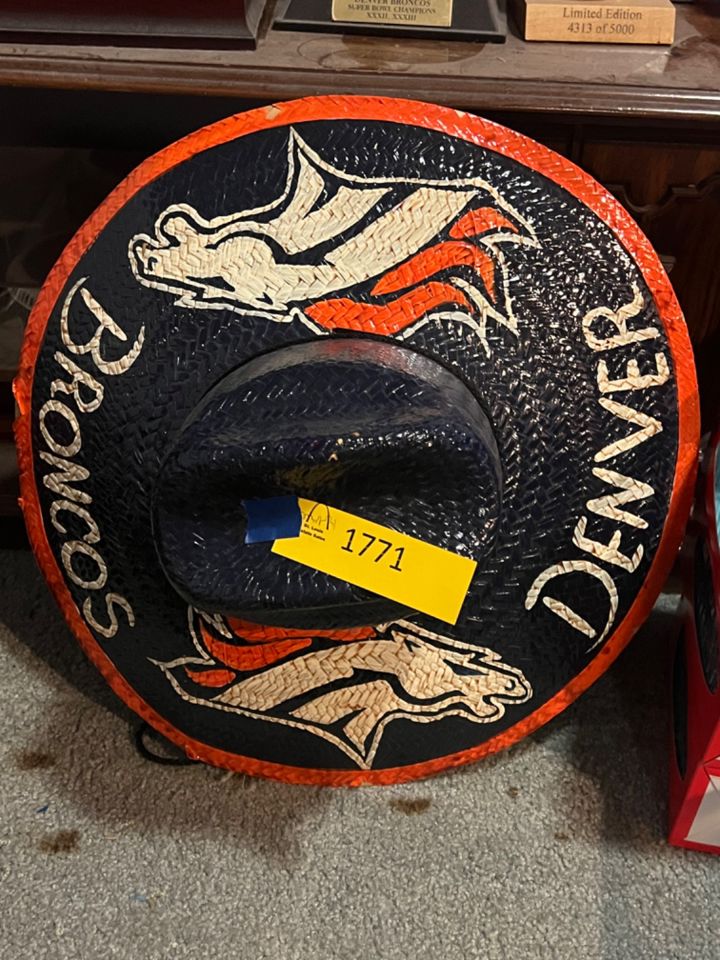 DENVER BRONCOS
SUPER BOWL CHAMPIONS
XXXII, XXXIII
Limited Edition
4313 of 5000
BRONCOS
DENVER
1771